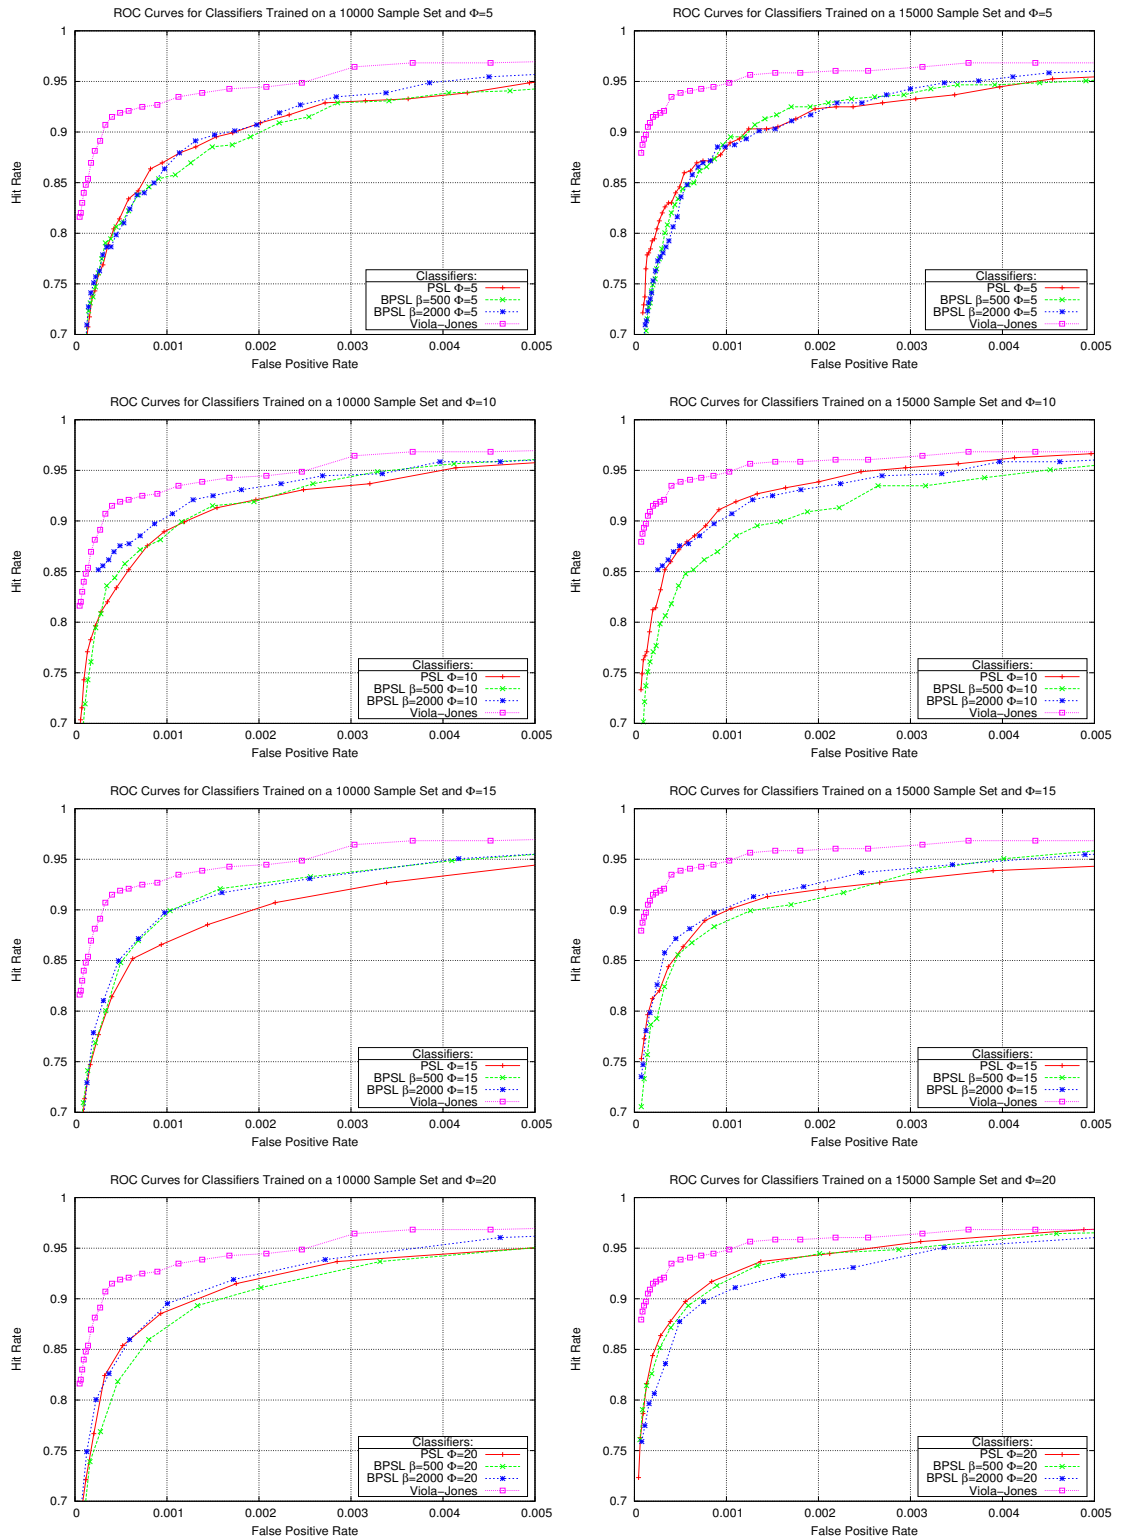 ROC Curves for Classifiers Trained on a 10000 Sample Set and Φ=5
1
0.95
0.9
0.85
0.8
0.75
0.7
Hit Rate
Classifiers:
PSL Φ=5
BPSL β=500 Φ=5
BPSL β=2000 Φ=5
Viola-Jones
0 0.001 0.002 0.003 0.004 0.005
False Positive Rate
ROC Curves for Classifiers Trained on a 15000 Sample Set and Φ=5
1
0.95
0.9
0.85
0.8
0.75
0.7
Hit Rate
Classifiers:
PSL Φ=5
BPSL β=500 Φ=5
BPSL β=2000 Φ=5
Viola-Jones
0 0.001 0.002 0.003 0.004 0.005
False Positive Rate
ROC Curves for Classifiers Trained on a 10000 Sample Set and Φ=10
1
0.95
0.9
0.85
0.8
0.75
0.7
Hit Rate
Classifiers:
PSL Φ=10
BPSL β=500 Φ=10
BPSL β=2000 Φ=10
Viola-Jones
0 0.001 0.002 0.003 0.004 0.005
False Positive Rate
ROC Curves for Classifiers Trained on a 15000 Sample Set and Φ=10
1
0.95
0.9
0.85
0.8
0.75
0.7
Hit Rate
Classifiers:
PSL Φ=10
BPSL β=500 Φ=10
BPSL β=2000 Φ=10
Viola-Jones
0 0.001 0.002 0.003 0.004 0.005
False Positive Rate
ROC Curves for Classifiers Trained on a 10000 Sample Set and Φ=15
1
0.95
0.9
0.85
0.8
0.75
0.7
Hit Rate
Classifiers:
PSL Φ=15
BPSL β=500 Φ=15
BPSL β=2000 Φ=15
Viola-Jones
0 0.001 0.002 0.003 0.004 0.005
False Positive Rate
ROC Curves for Classifiers Trained on a 15000 Sample Set and Φ=15
1
0.95
0.9
0.85
0.8
0.75
0.7
Hit Rate
Classifiers:
PSL Φ=15
BPSL β=500 Φ=15
BPSL β=2000 Φ=15
Viola-Jones
0 0.001 0.002 0.003 0.004 0.005
False Positive Rate
ROC Curves for Classifiers Trained on a 10000 Sample Set and Φ=20
1
0.95
0.9
0.85
0.8
0.75
0.7
Hit Rate
Classifiers:
PSL Φ=20
BPSL β=500 Φ=20
BPSL β=2000 Φ=20
Viola-Jones
0 0.001 0.002 0.003 0.004 0.005
False Positive Rate
ROC Curves for Classifiers Trained on a 15000 Sample Set and Φ=20
1
0.95
0.9
0.85
0.8
0.75
0.7
Hit Rate
Classifiers:
PSL Φ=20
BPSL β=500 Φ=20
BPSL β=2000 Φ=20
Viola-Jones
0 0.001 0.002 0.003 0.004 0.005
False Positive Rate